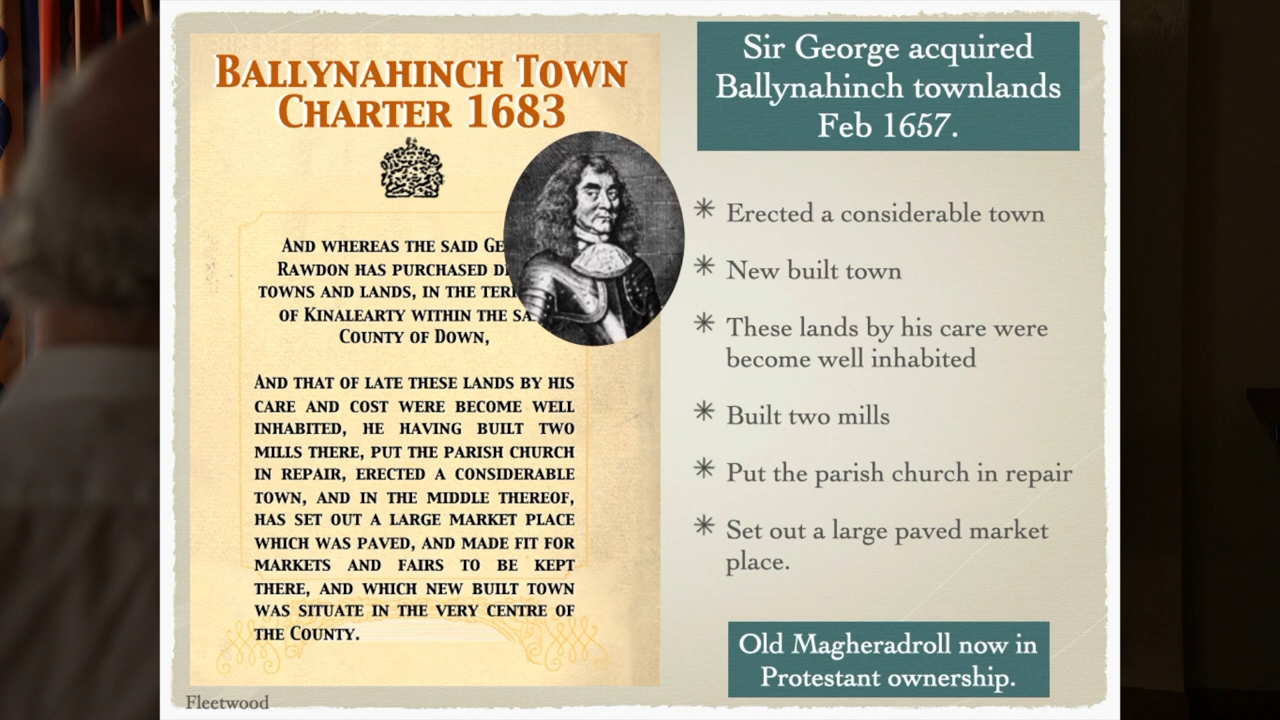 BALLYNAHINCH TOWN
CHARTER 1683
AND WHEREAS THE SAID GE
RAWDON HAS PURCHASED
TOWNS AND LANDS, IN THE
OF KINALEARTY WITHIN THE
COUNTY OF DOWN,
AND THAT OF LATE THESE LANDS BY HIS
CARE AND COST WERE BECOME WELL
INHABITED, HE HAVING BUILT TWO
MILLS THERE, PUT THE PARISH CHURCH
IN REPAIR, ERECTED A CONSIDERABLE
TOWN, AND IN THE MIDDLE THEREOF,
HAS SET OUT A LARGE MARKET PLACE
WHICH WAS PAVED, AND MADE FIT FOR
MARKETS AND FAIRS TO BE KEPT
THERE, AND WHICH NEW BUILT TOWN
WAS SITUATE IN THE VERY CENTRE OF
THE COUNTY.
Fleetwood
Sir George acquired
Ballynahinch townlands
Feb 1657.
Erected a considerable town
New built town
These lands by his care were
become well inhabited
Built two mills
Put the parish church in repair
Set out a large paved market
place.
Old Magheradroll now in
Protestant ownership.